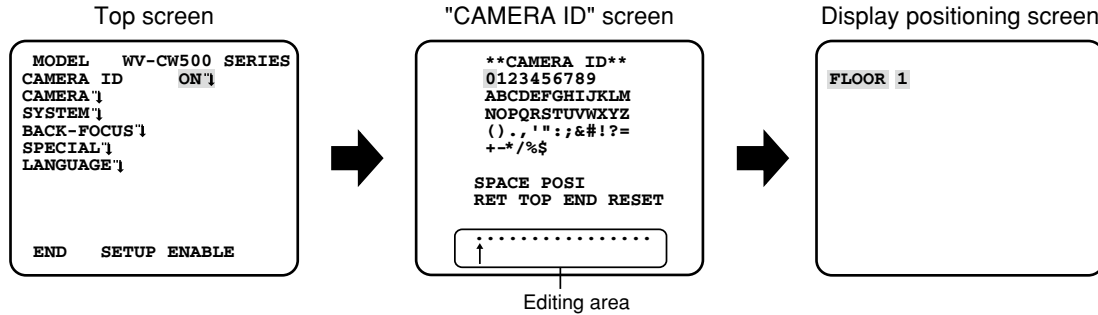 Top screen
MODEL WV-CW500 SERIES
CAMERA ID ON
CAMERA
SYSTEM
BACK-FOCUS
SPECIAL
LANGUAGE
END SETUP ENABLE
"CAMERA ID" screen
**CAMERA ID**
0123456789
ABCDEFGHIJKLM
NOPQRSTUVWXYZ
().,'":;&#!?=
+-*/%$
SPACE POSI
RET TOP END RESET
................
Editing area
Display positioning screen
FLOOR 1